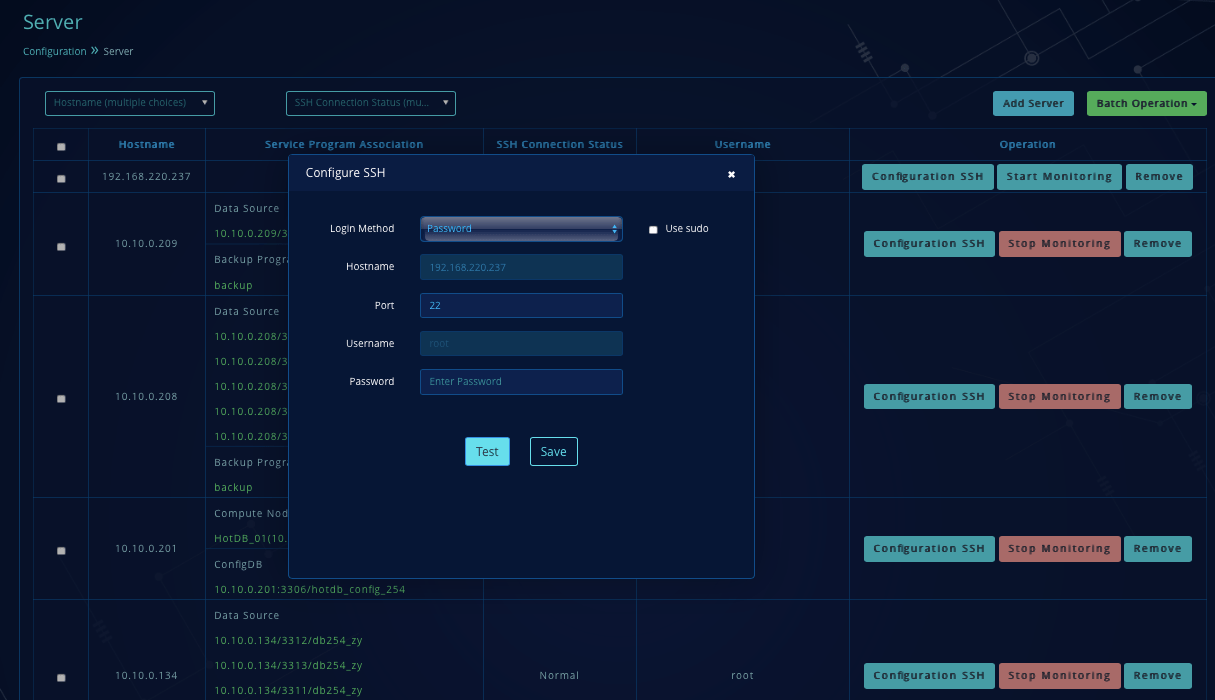 Server
Configuration » Server
Hostname (multiple choices)
SSH Connection Status (mu...
Add Server
Batch Operation
Hostname
Service Program Association
SSH Connection Status
Username
Operation
192.168.220.237
Configuration SSH
Start Monitoring
Remove
10.10.0.209
Data Source
10.10.0.209/3
Backup Progra
backup
Configuration SSH
Stop Monitoring
Remove
10.10.0.208
Data Source
10.10.0.208/3
10.10.0.208/3
10.10.0.208/3
10.10.0.208/3
10.10.0.208/3
Backup Progra
backup
Configuration SSH
Stop Monitoring
Remove
10.10.0.201
Compute Nod
HotDB_01(10.
ConfigDB
10.10.0.201:3306/hotdb_config_254
Configuration SSH
Stop Monitoring
Remove
10.10.0.134
Data Source
10.10.0.134/3312/db254_zy
10.10.0.134/3313/db254_zy
10.10.0.134/3311/db254_zy
Normal
root
Configuration SSH
Stop Monitoring
Remove
Configure SSH
Login Method
Password
Use sudo
Hostname
192.168.220.237
Port
22
Username
root
Password
Enter Password
Test
Save